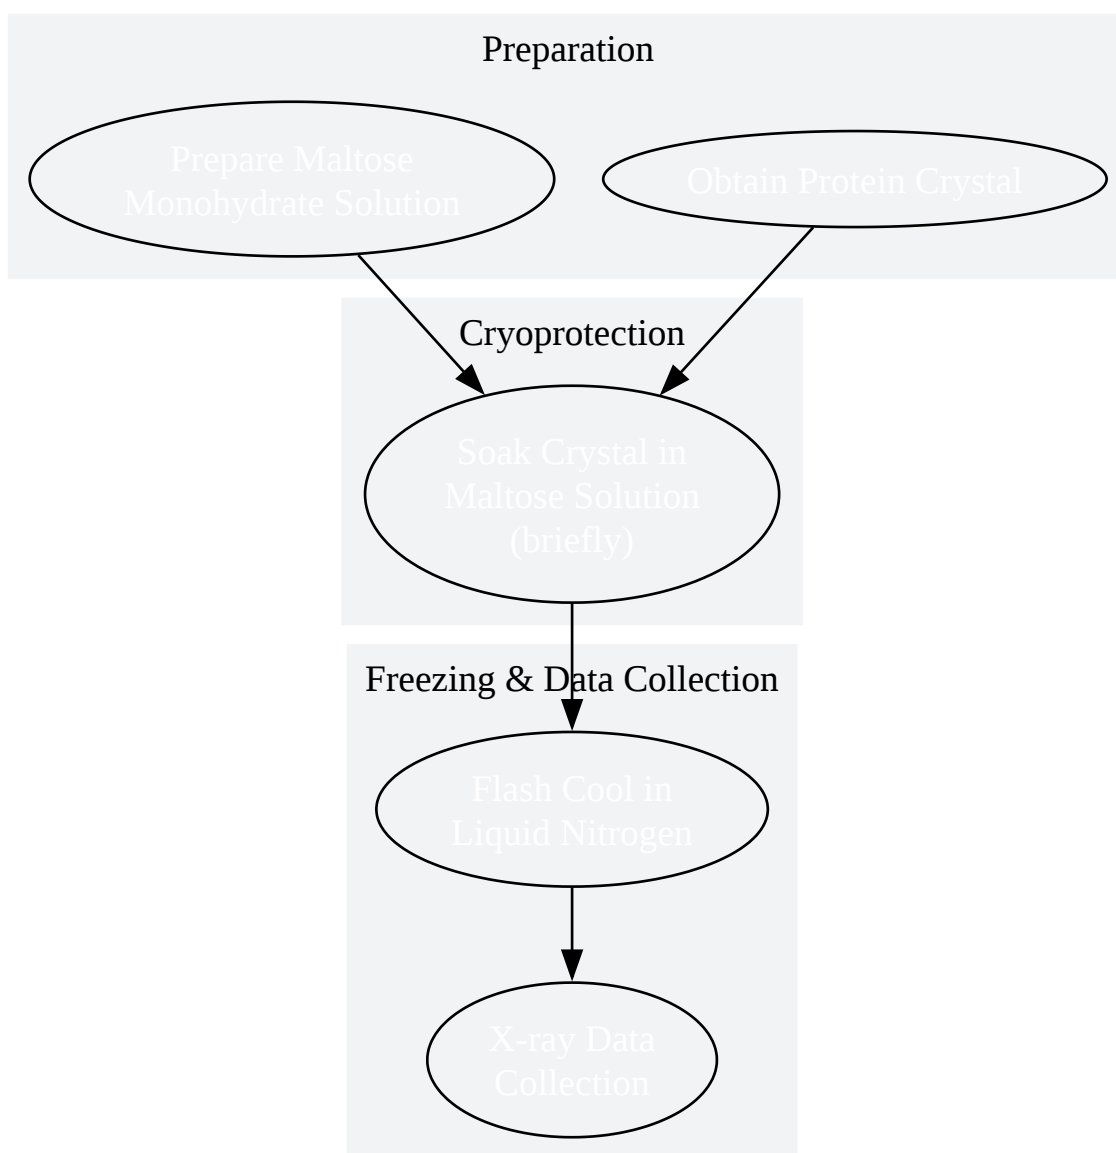 Preparation
Prepare Maltose
Monohydrate Solution
Obtain Protein Crystal
Cryoprotection
Soak Crystal in
Maltose Solution
(briefly)
Freezing & Data Collection
Flash Cool in
Liquid Nitrogen
X-ray Data
Collection